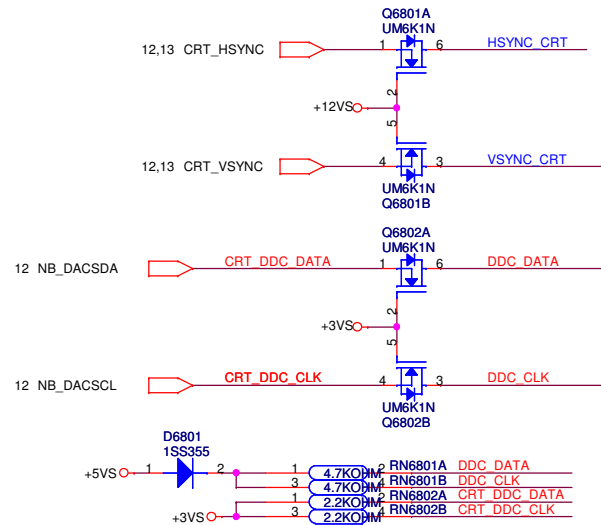 Q6801A
UM6K1N
12,13 CRT_HSYNC 1 6 HSYNC_CRT
2
+12VS
5
12,13 CRT_VSYNC 4 3 VSYNC_CRT
UM6K1N
Q6801B
Q6802A
UM6K1N
12 NB_DACSDA CRT_DDC_DATA 1 6 DDC_DATA
2
+3VS
5
12 NB_DACSCL CRT_DDC_CLK 4 3 DDC_CLK
UM6K1N
Q6802B
D6801
1SS355
+5VS 1 2 1 4.7KOHM 2 RN6801A DDC_DATA
3 4.7KOHM 4 RN6801B DDC_CLK
1 2.2KOHM 2 RN6802A CRT_DDC_DATA
+3VS 3 2.2KOHM 4 RN6802B CRT_DDC_CLK